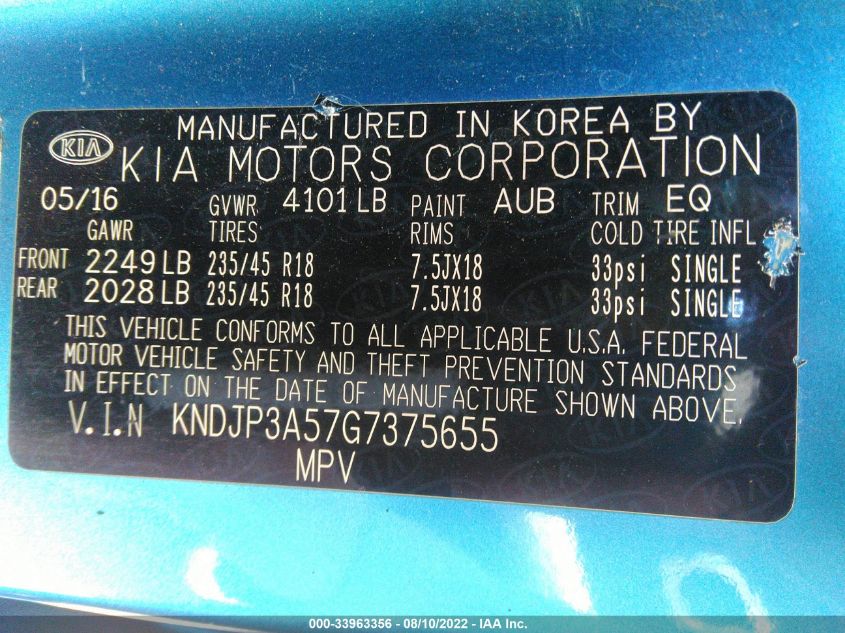 MANUFACTURED IN KOREA BY
KIA KIA MOTORS CORPORATION
05/16 GVWR 4101 LB PAINT AUB TRIM EQ
GAWR TIRES RIMS COLD TIRE INFL
FRONT 2249 LB 235/45 R18 7.5JX18 33psi SINGLE
REAR 2028 LB 235/45 R18 7.5JX18 33psi SINGLE
THIS VEHICLE CONFORMS TO ALL APPLICABLE U.S.A. FEDERAL
MOTOR VEHICLE SAFETY AND THEFT PREVENTION STANDARDS
IN EFFECT ON THE DATE OF MANUFACTURE SHOWN ABOVE.
V.I.N KNDJP3A57G7375655
MPV
000-33963356 - 08/10/2022 - IAA Inc.